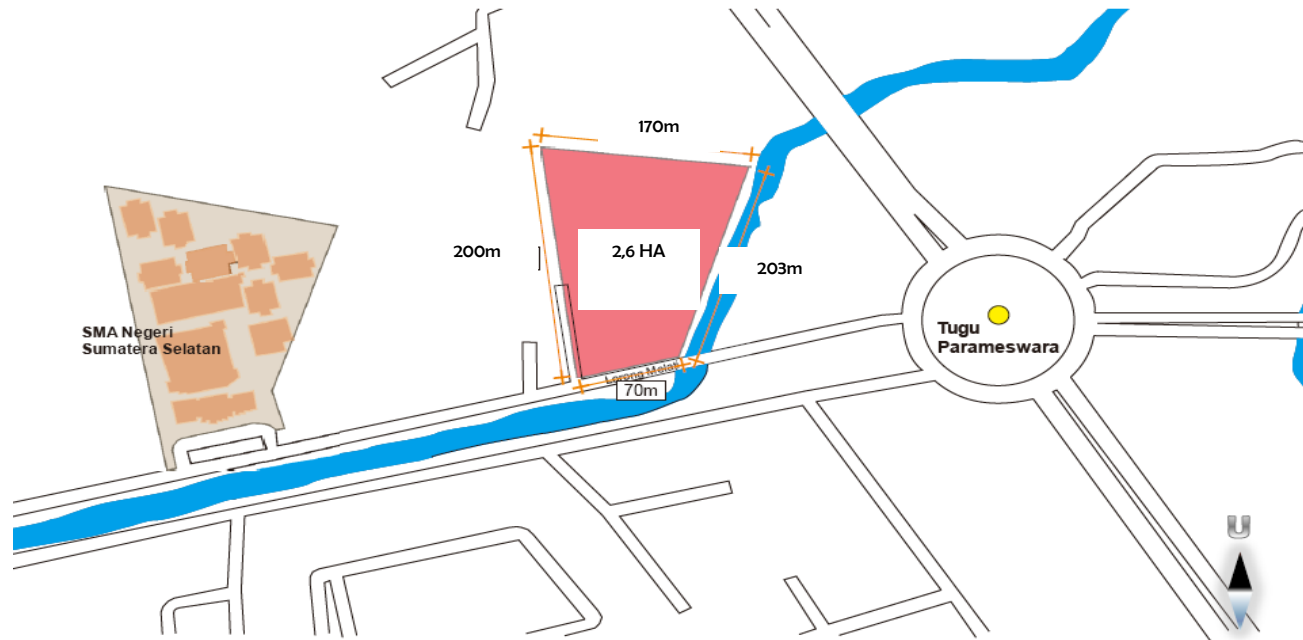 170m
200m
2,6 HA
203m
SMA Negeri
Sumatera Selatan
Tugu
Parameswara
Lorong Melati
70m
U